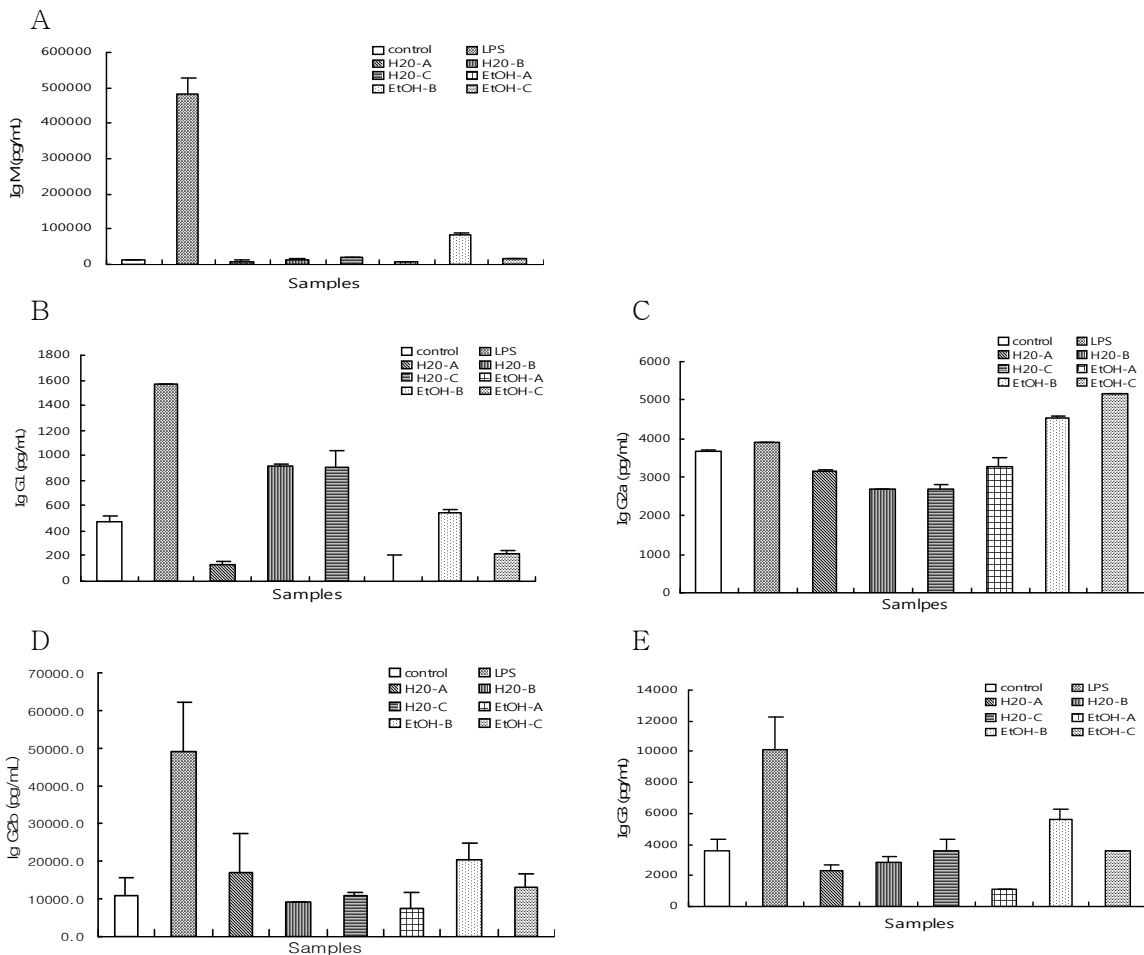 A
control LPS
H20-A H20-B
H20-C EtOH-A
EtOH-B EtOH-C
600000
500000
400000
300000
200000
100000
0
IgM (pg/mL)
Samples
B
control LPS
H20-A H20-B
H20-C EtOH-A
EtOH-B EtOH-C
1800
1600
1400
1200
1000
800
600
400
200
0
IgG1 (pg/mL)
Samples
C
control LPS
H20-A H20-B
H20-C EtOH-A
EtOH-B EtOH-C
6000
5000
4000
3000
2000
1000
0
IgG2a (pg/mL)
Samlpes
D
control LPS
H20-A H20-B
H20-C EtOH-A
EtOH-B EtOH-C
70000.0
60000.0
50000.0
40000.0
30000.0
20000.0
10000.0
0.0
IgG2b (pg/mL)
Samples
E
control LPS
H20-A H20-B
H20-C EtOH-A
EtOH-B EtOH-C
14000
12000
10000
8000
6000
4000
2000
0
IgG3 (pg/mL)
Samples